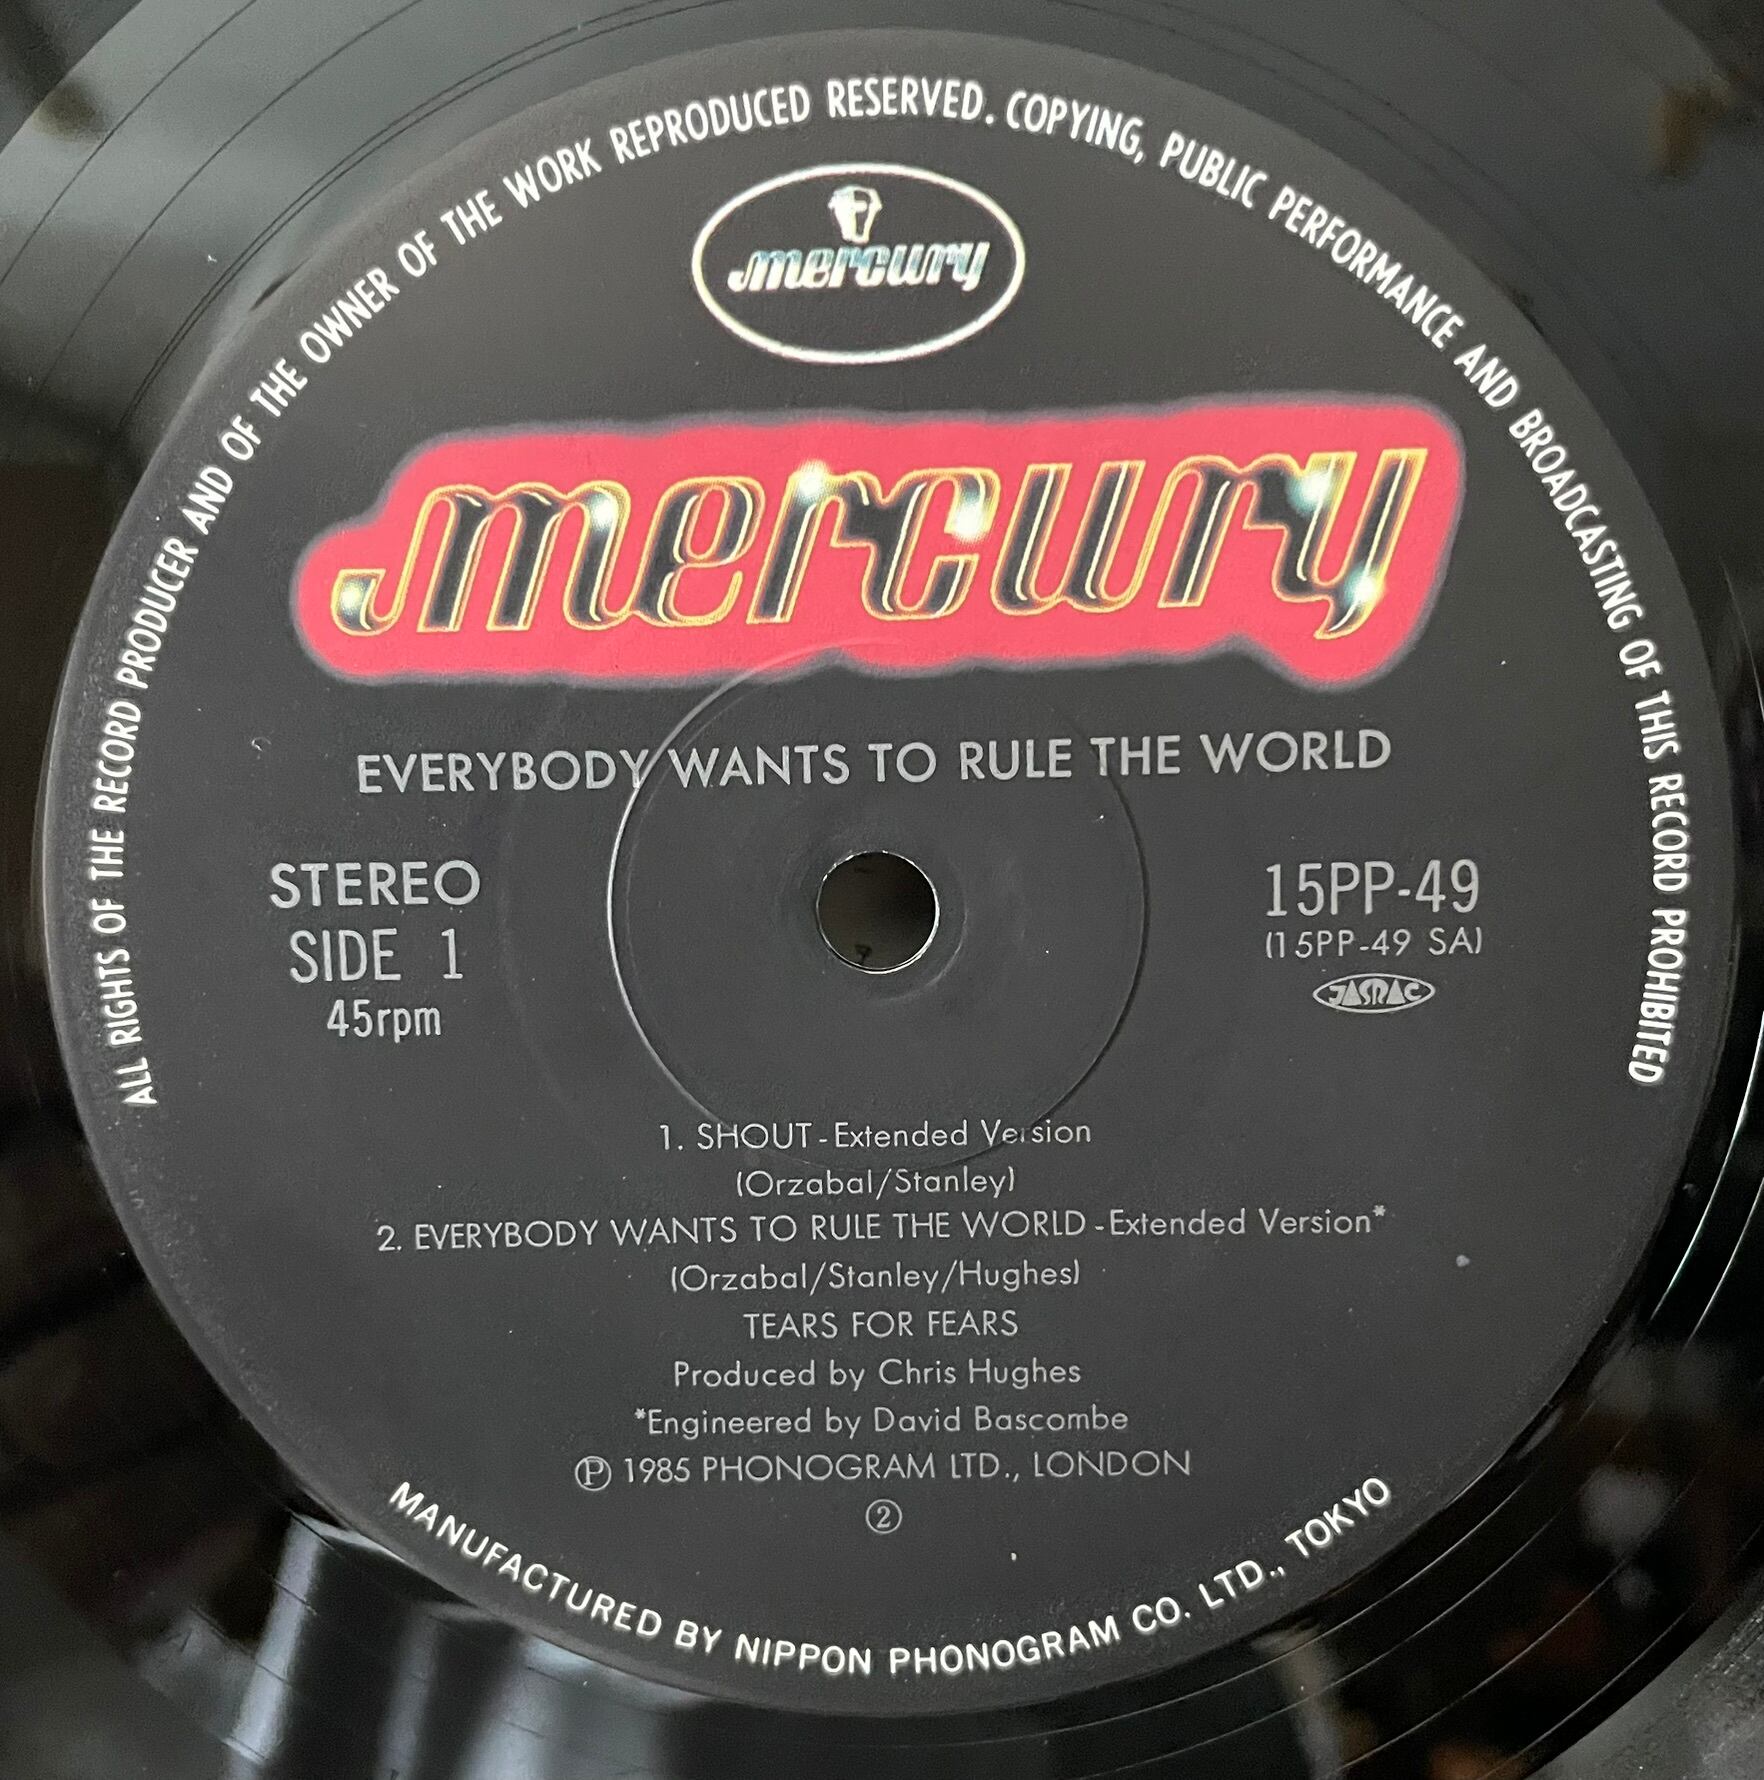 ALL RIGHTS OF THE RECORD PRODUCER AND OF THE OWNER OF THE WORK REPRODUCED RESERVED. COPYING, PUBLIC PERFORMANCE AND BROADCASTING OF THIS RECORD PROHIBITED
mercury
mercury
EVERYBODY WANTS TO RULE THE WORLD
STEREO
SIDE 1
45rpm
15PP-49
(15PP-49 SA)
JASRAC
1. SHOUT-Extended Version
(Orzabal/Stanley)
2. EVERYBODY WANTS TO RULE THE WORLD-Extended Version*
(Orzabal/Stanley/Hughes)
TEARS FOR FEARS
Produced by Chris Hughes
*Engineered by David Bascombe
Ⓟ 1985 PHONOGRAM LTD., LONDON
②
MANUFACTURED BY NIPPON PHONOGRAM CO. LTD., TOKYO